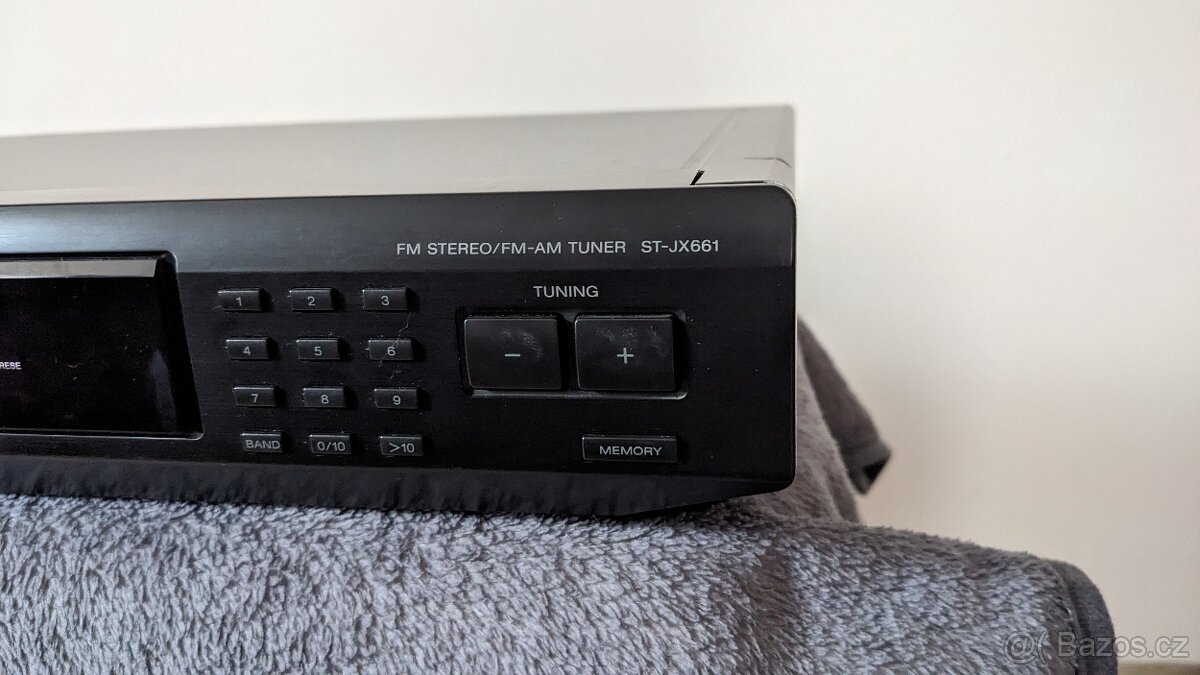 FM STEREO/FM-AM TUNER ST-JX661
TUNING
1 2 3
4 5 6
- +
7 8 9
BAND 0/10 >10
MEMORY
Bazos.cz